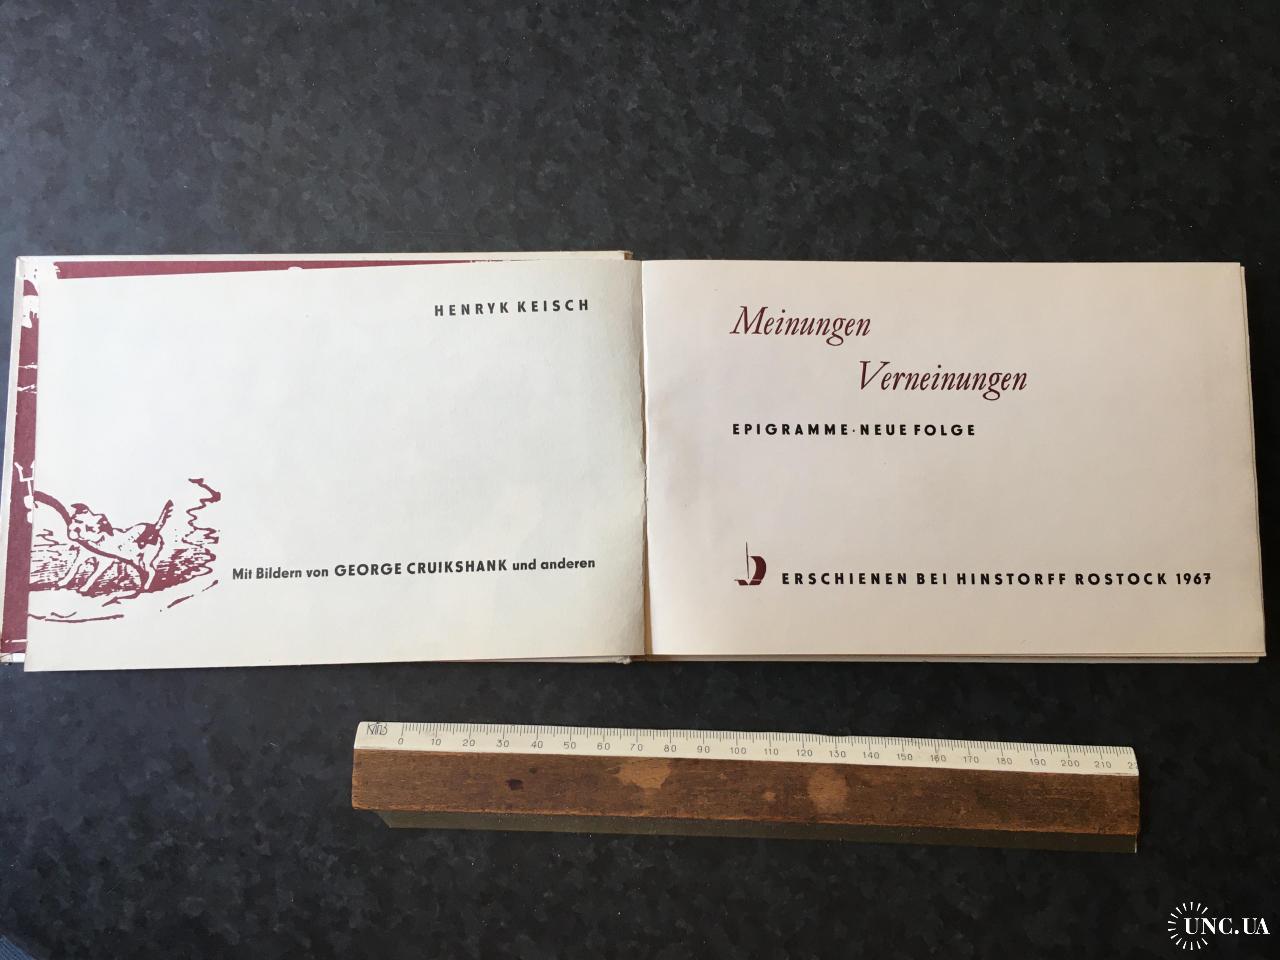 HENRYK KEISCH
Mit Bildern von GEORGE CRUIKSHANK und anderen
Meinungen
Verneinungen
EPIGRAMME · NEUE FOLGE
ERSCHIENEN BEI HINSTORFF ROSTOCK 1967
0 10 20 30 40 50 60 70 80 90 100 110 120 130 140 150 160 170 180 190 200 210
UNC.UA